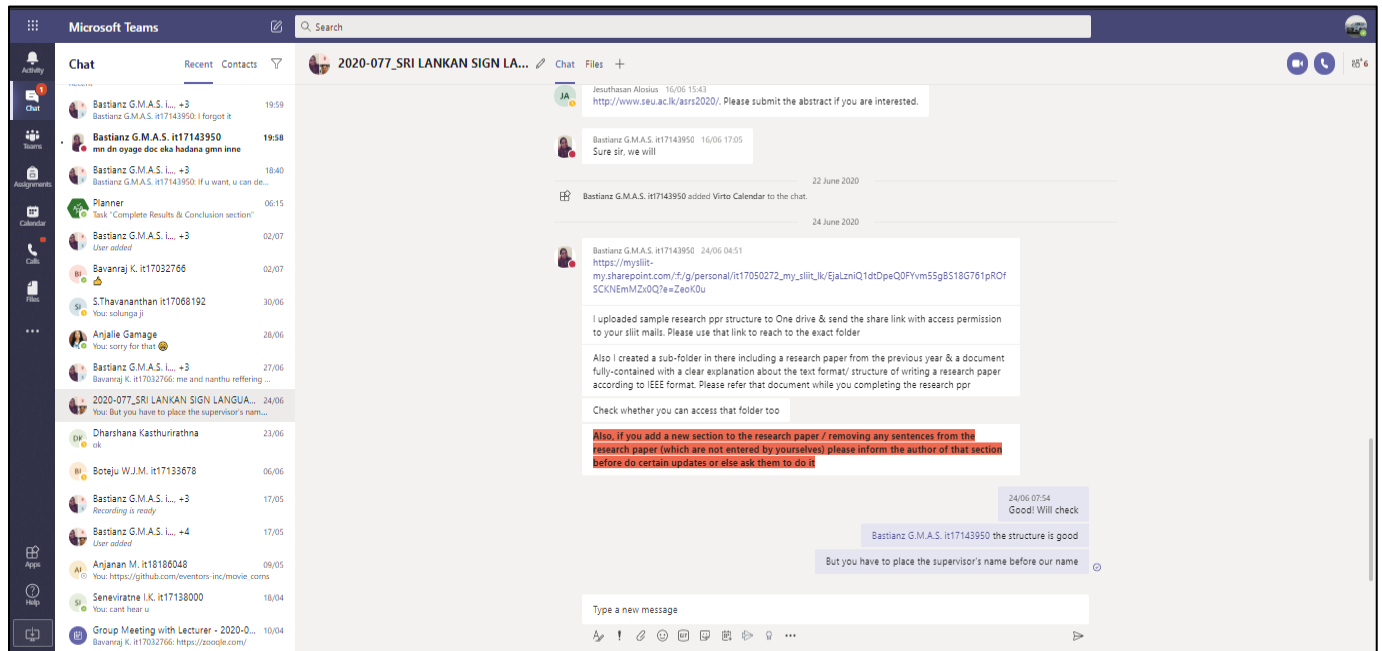 Microsoft Teams
Search
Activity
Chat
1
Teams
Assignments
Calendar
Calls
Files
Apps
Help
Chat
Recent
Contacts
Bastianz G.M.A.S. i..., +3 19:59
Bastianz G.M.A.S. it17143950: I forgot it
Bastianz G.M.A.S. it17143950 19:58
mn dn oyage doc eka hadana gmn inne
Bastianz G.M.A.S. i..., +3 18:40
Bastianz G.M.A.S. it17143950: If u want, u can de...
Planner 06:15
Task "Complete Results & Conclusion section"
Bastianz G.M.A.S. i..., +3 02/07
User added
BI
Bavanraj K. it17032766 02/07
👍
SI
S.Thavananthan it17068192 30/06
You: solunga ji
Anjalie Gamage 28/06
You: sorry for that
Bastianz G.M.A.S. i..., +3 27/06
Bavanraj K. it17032766: me and nanthu reffering ...
2020-077_SRI LANKAN SIGN LANGUA... 24/06
You: But you have to place the supervisor's nam...
DK
Dharshana Kasthurirathna 23/06
ok
BI
Boteju W.J.M. it17133678 06/06
Bastianz G.M.A.S. i..., +3 17/05
Recording is ready
Bastianz G.M.A.S. i..., +4 17/05
User added
AI
Anjanan M. it18186048 09/05
You: https://github.com/eventors-inc/movie_corns
SI
Seneviratne I.K. it17138000 18/04
You: cant hear u
Group Meeting with Lecturer - 2020-0... 10/04
Bavanraj K. it17032766: https://zooqle.com/
2020-077_SRI LANKAN SIGN LA...
Chat
Files
6
JA
Jesuthasan Alosius 16/06 15:43
http://www.seu.ac.lk/asrs2020/. Please submit the abstract if you are interested.
Bastianz G.M.A.S. it17143950 16/06 17:05
Sure sir, we will
22 June 2020
Bastianz G.M.A.S. it17143950 added Virto Calendar to the chat.
24 June 2020
Bastianz G.M.A.S. it17143950 24/06 04:51
https://mysliit-
my.sharepoint.com/:f:/g/personal/it17050272_my_sliit_lk/EjaLzniQ1dtDpeQ0FYvm55gBS18G761pROf
SCKNEmMZx0Q?e=ZeoK0u
I uploaded sample research ppr structure to One drive & send the share link with access permission
to your sliit mails. Please use that link to reach to the exact folder
Also I created a sub-folder in there including a research paper from the previous year & a document
fully-contained with a clear explanation about the text format/ structure of writing a research paper
according to IEEE format. Please refer that document while you completing the research ppr
Check whether you can access that folder too
Also, if you add a new section to the research paper / removing any sentences from the
research paper (which are not entered by yourselves) please inform the author of that section
before do certain updates or else ask them to do it
24/06 07:54
Good! Will check
Bastianz G.M.A.S. it17143950 the structure is good
But you have to place the supervisor's name before our name
Type a new message
GIF